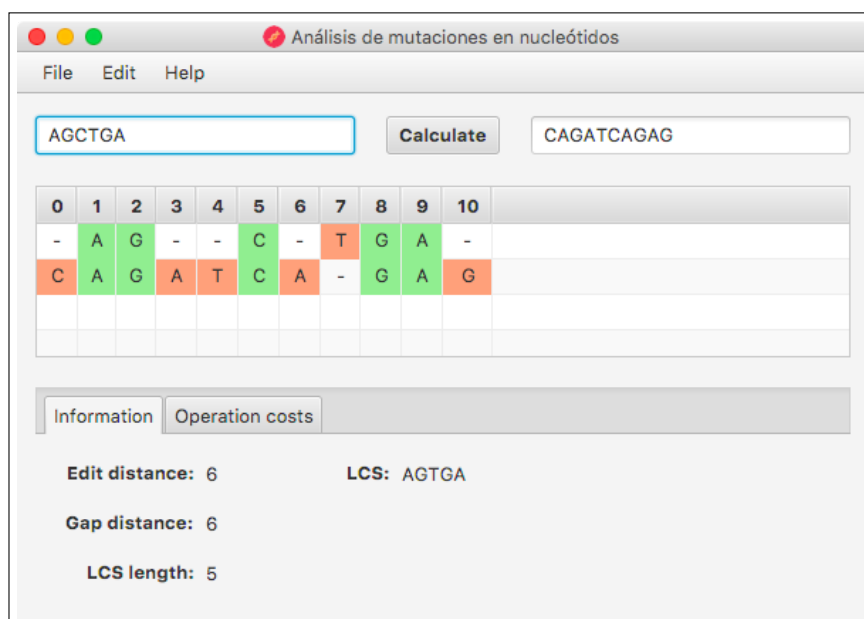 Análisis de mutaciones en nucleótidos
File Edit Help
AGCTGA Calculate CAGATCAGAG
0 1 2 3 4 5 6 7 8 9 10
- A G - - C - T G A -
C A G A T C A - G A G
Information Operation costs
Edit distance: 6 LCS: AGTGA
Gap distance: 6
LCS length: 5